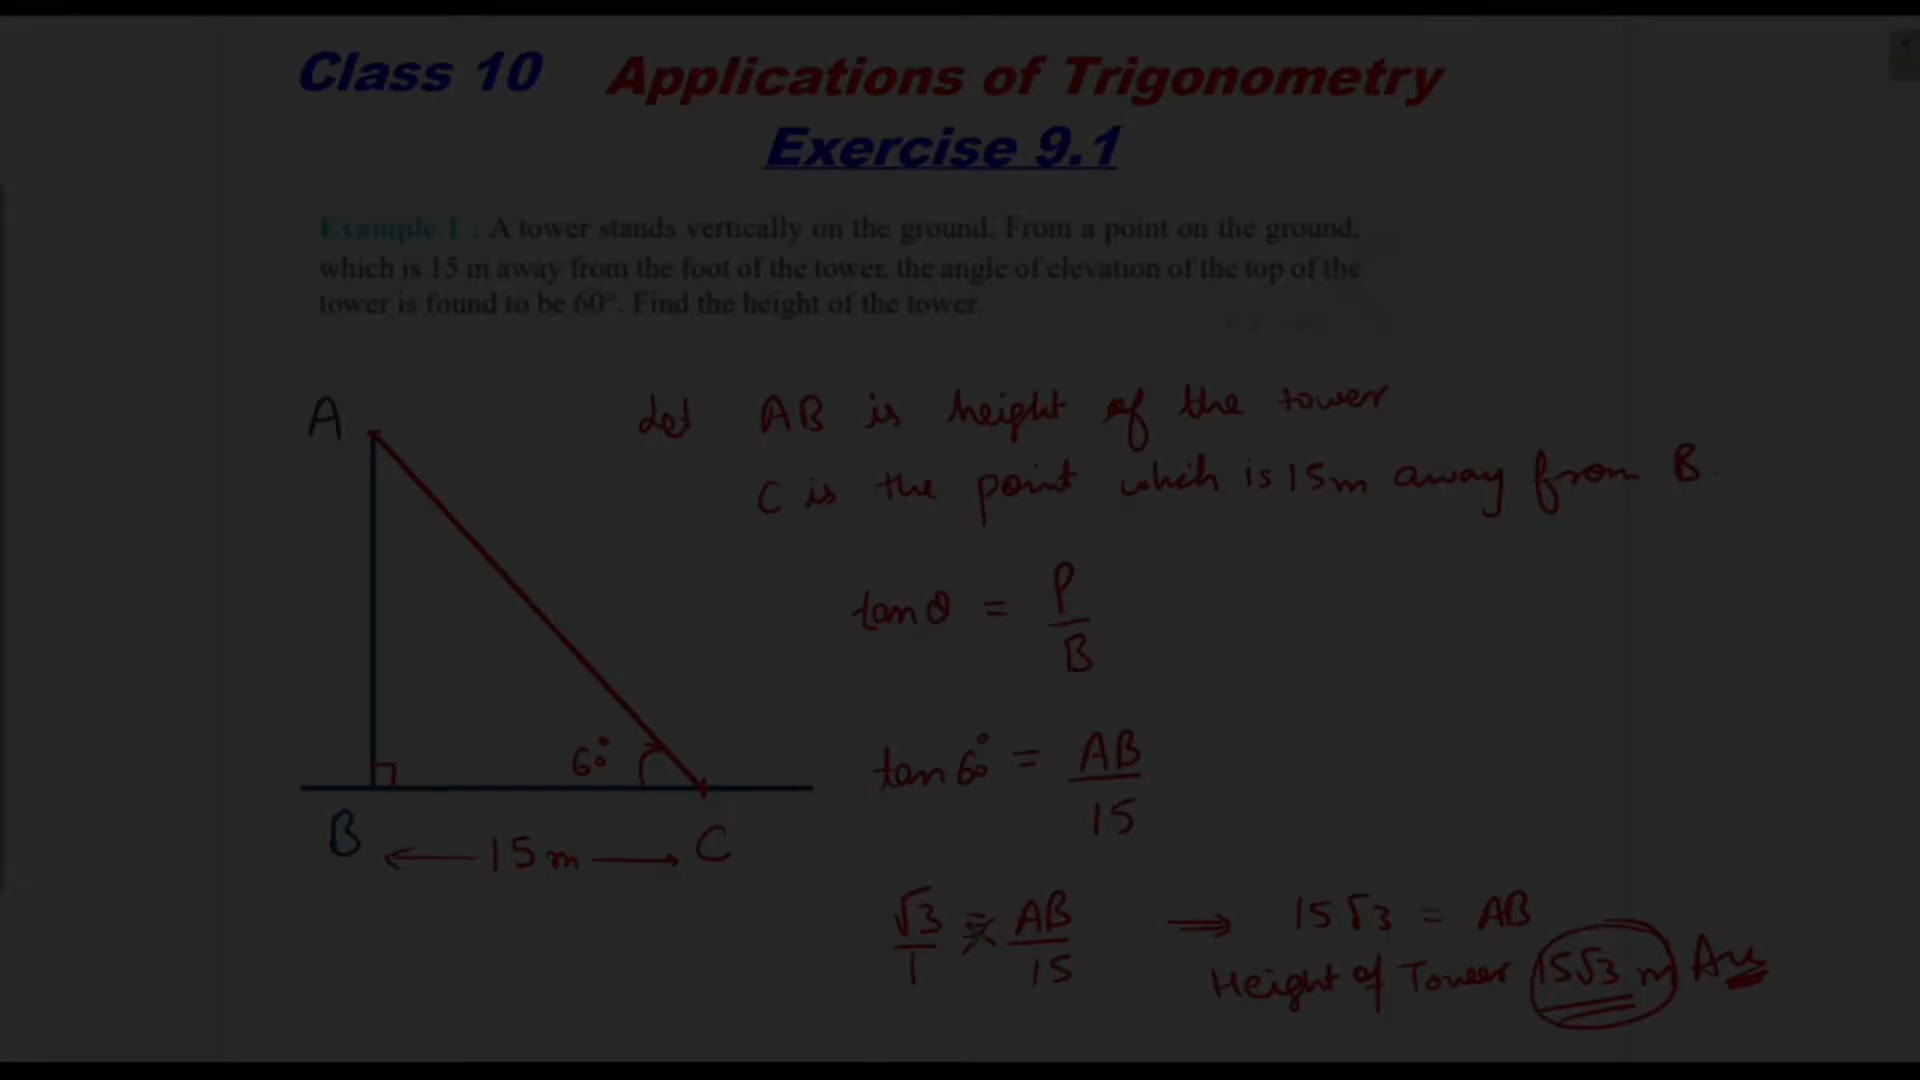 Class 10 Applications of Trigonometry
Exercise 9.1
Example 1 : A tower stands vertically on the ground. From a point on the ground,
which is 15 m away from the foot of the tower, the angle of elevation of the top of the
tower is found to be 60°. Find the height of the tower.
A
Let AB is height of the tower
C is the point which is 15m away from B.
tan θ = P/B
60°
tan 60° = AB/15
B
15m
C
√3/1 = AB/15 ⟹ 15√3 = AB
Height of Tower 15√3 m Ans